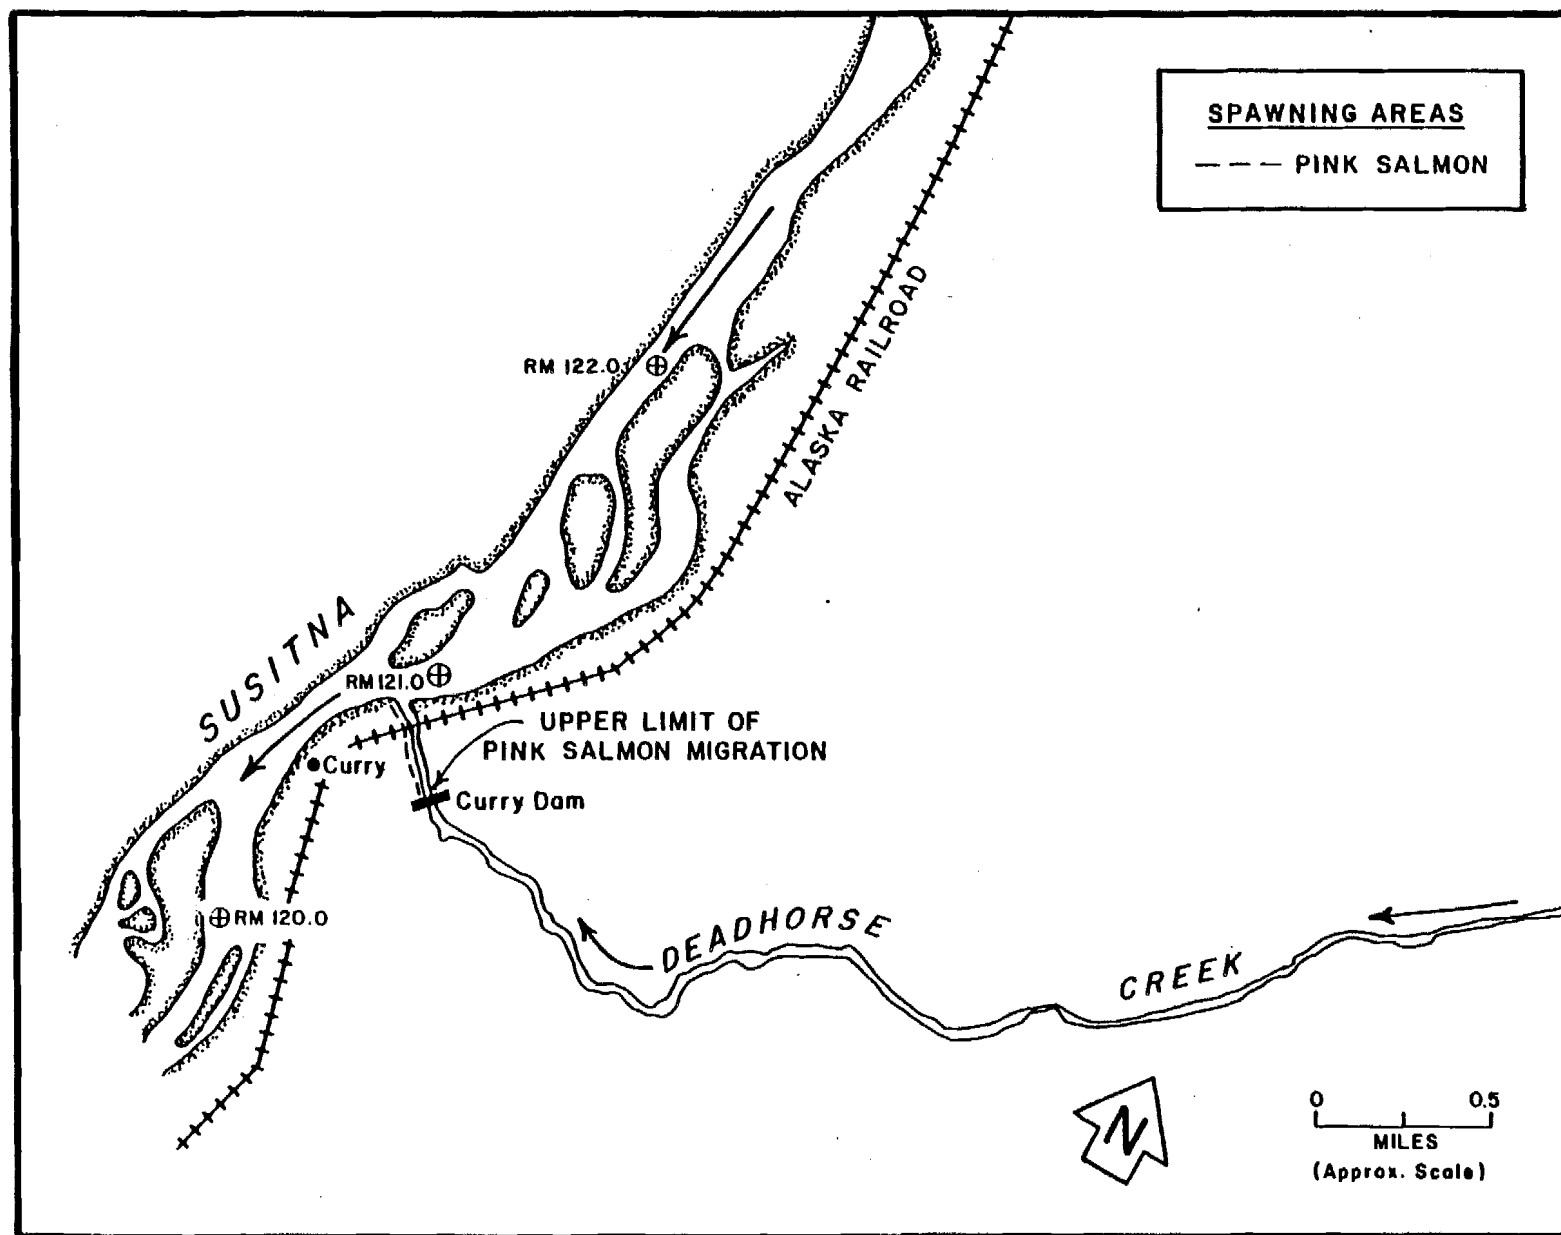 SPAWNING AREAS
--- PINK SALMON
ALASKA RAILROAD
RM 122.0
SUSITNA
RM 121.0
UPPER LIMIT OF
PINK SALMON MIGRATION
Curry
Curry Dam
RM 120.0
DEADHORSE
CREEK
N
0 0.5
MILES
(Approx. Scale)